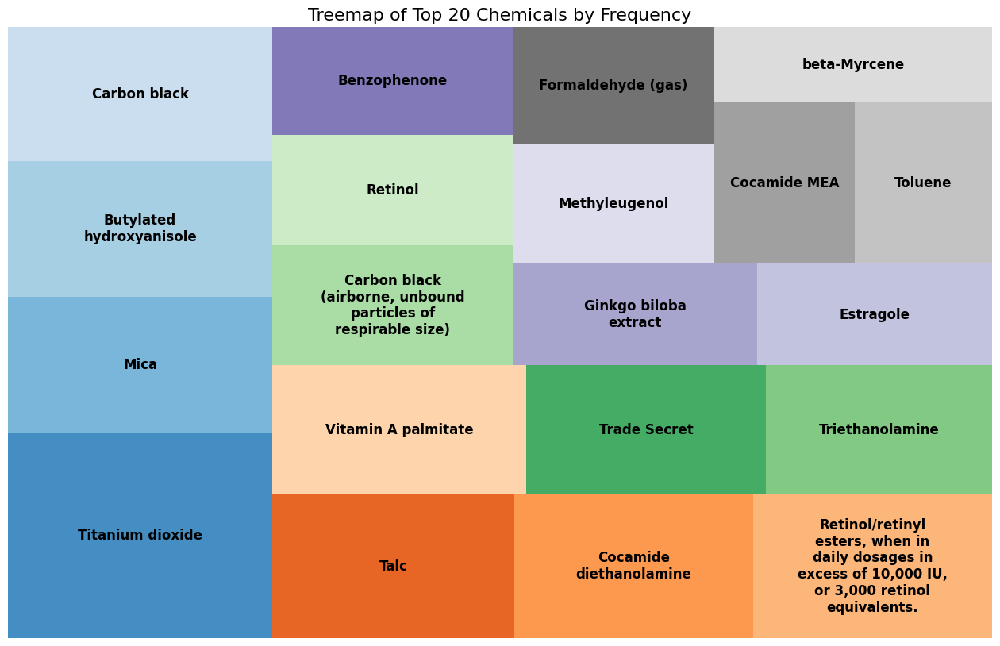 Treemap of Top 20 Chemicals by Frequency
Carbon black
Butylated
hydroxyanisole
Mica
Titanium dioxide
Benzophenone
Retinol
Carbon black
(airborne, unbound
particles of
respirable size)
Formaldehyde (gas)
Methyleugenol
beta-Myrcene
Cocamide MEA
Toluene
Ginkgo biloba
extract
Estragole
Vitamin A palmitate
Trade Secret
Triethanolamine
Talc
Cocamide
diethanolamine
Retinol/retinyl
esters, when in
daily dosages in
excess of 10,000 IU,
or 3,000 retinol
equivalents.